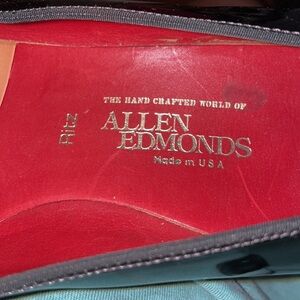 THE HAND CRAFTED WORLD OF
ALLEN
EDMONDS
Made in USA
Ritz